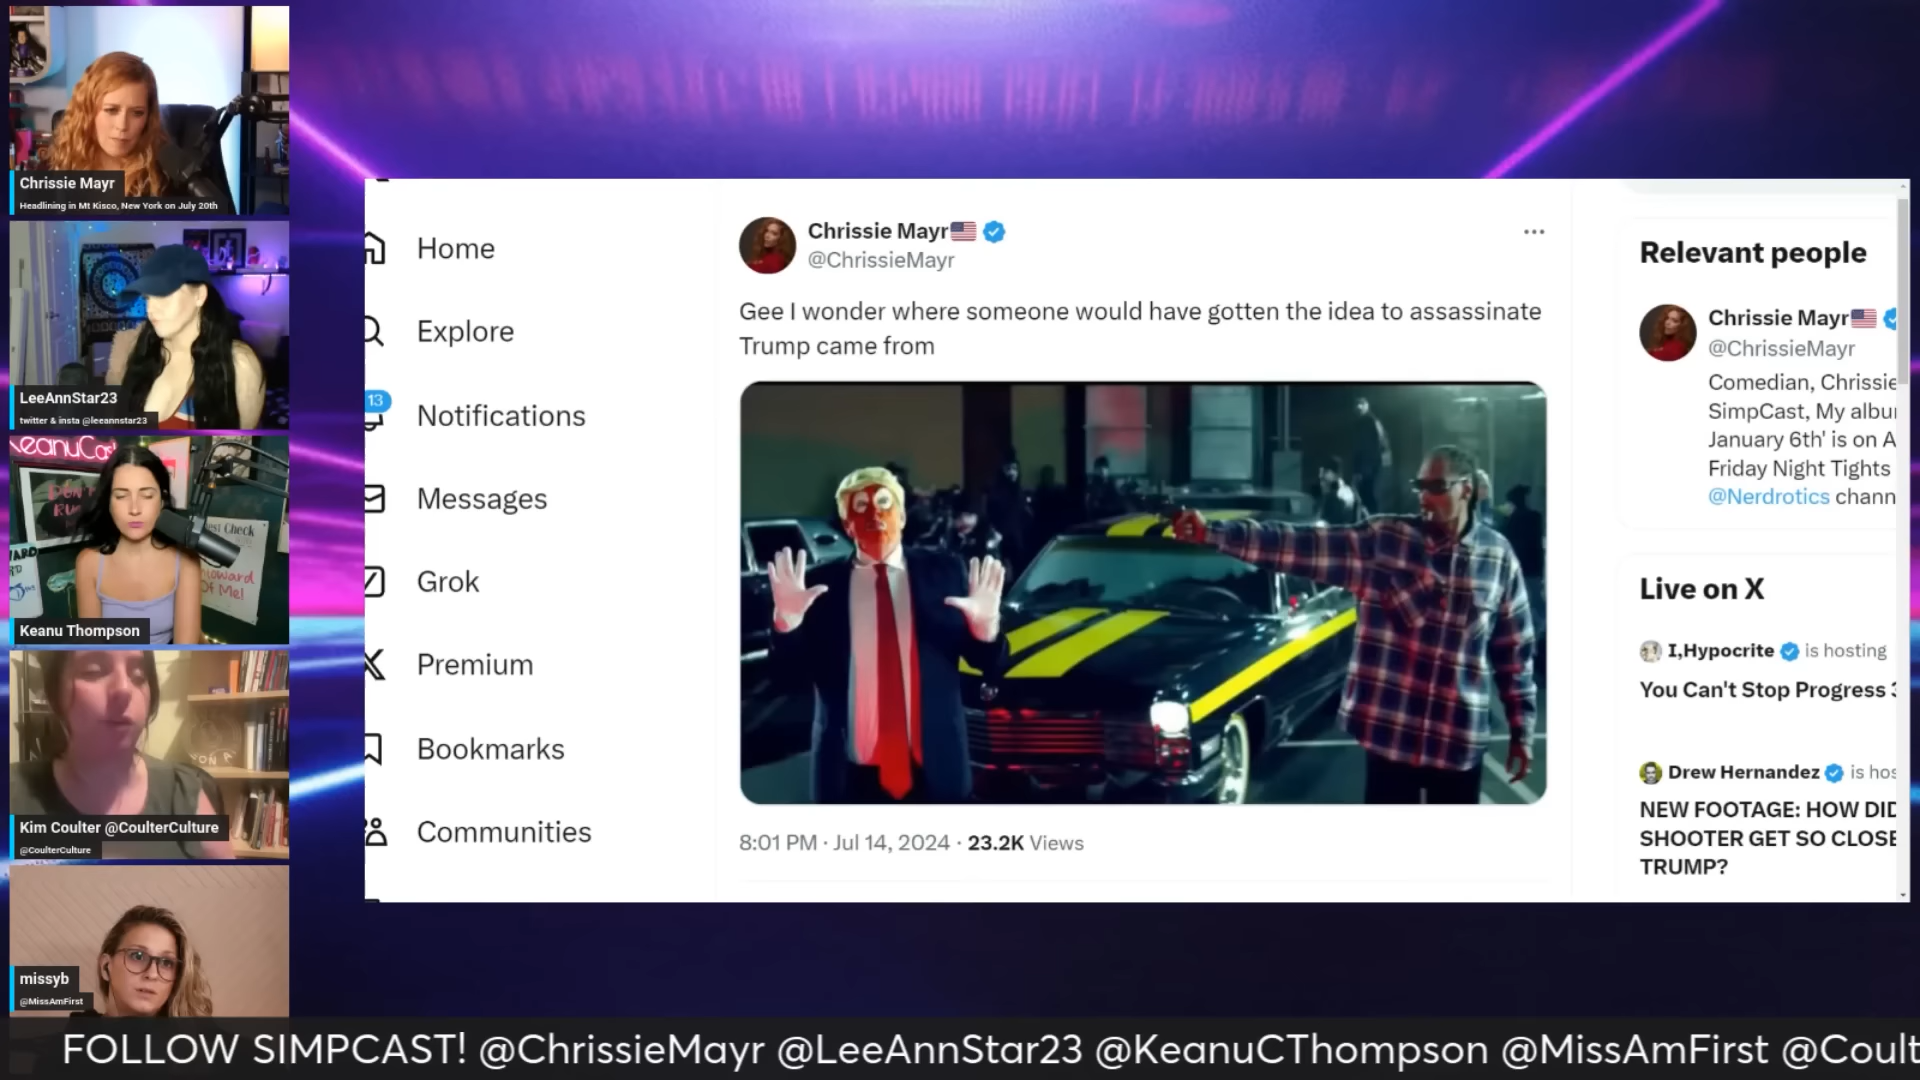 Chrissie Mayr
Headlining in Mt Kisco, New York on July 20th
LeeAnnStar23
twitter & insta @leeannstar23
KeanuCas
Keanu Thompson
Kim Coulter @CoulterCulture
@CoulterCulture
missyb
@MissAmFirst
Home
Explore
13
Notifications
Messages
Grok
Premium
Bookmarks
Communities
Chrissie Mayr
@ChrissieMayr
Gee I wonder where someone would have gotten the idea to assassinate
Trump came from
8:01 PM · Jul 14, 2024 · 23.2K Views
Relevant people
Chrissie Mayr
@ChrissieMayr
Comedian, Chrissie
SimpCast, My albu
January 6th' is on A
Friday Night Tights
@Nerdrotics chann
Live on X
I,Hypocrite is hosting
You Can't Stop Progress
Drew Hernandez is hos
NEW FOOTAGE: HOW DID
SHOOTER GET SO CLOSE
TRUMP?
FOLLOW SIMPCAST! @ChrissieMayr @LeeAnnStar23 @KeanuCThompson @MissAmFirst @Coult